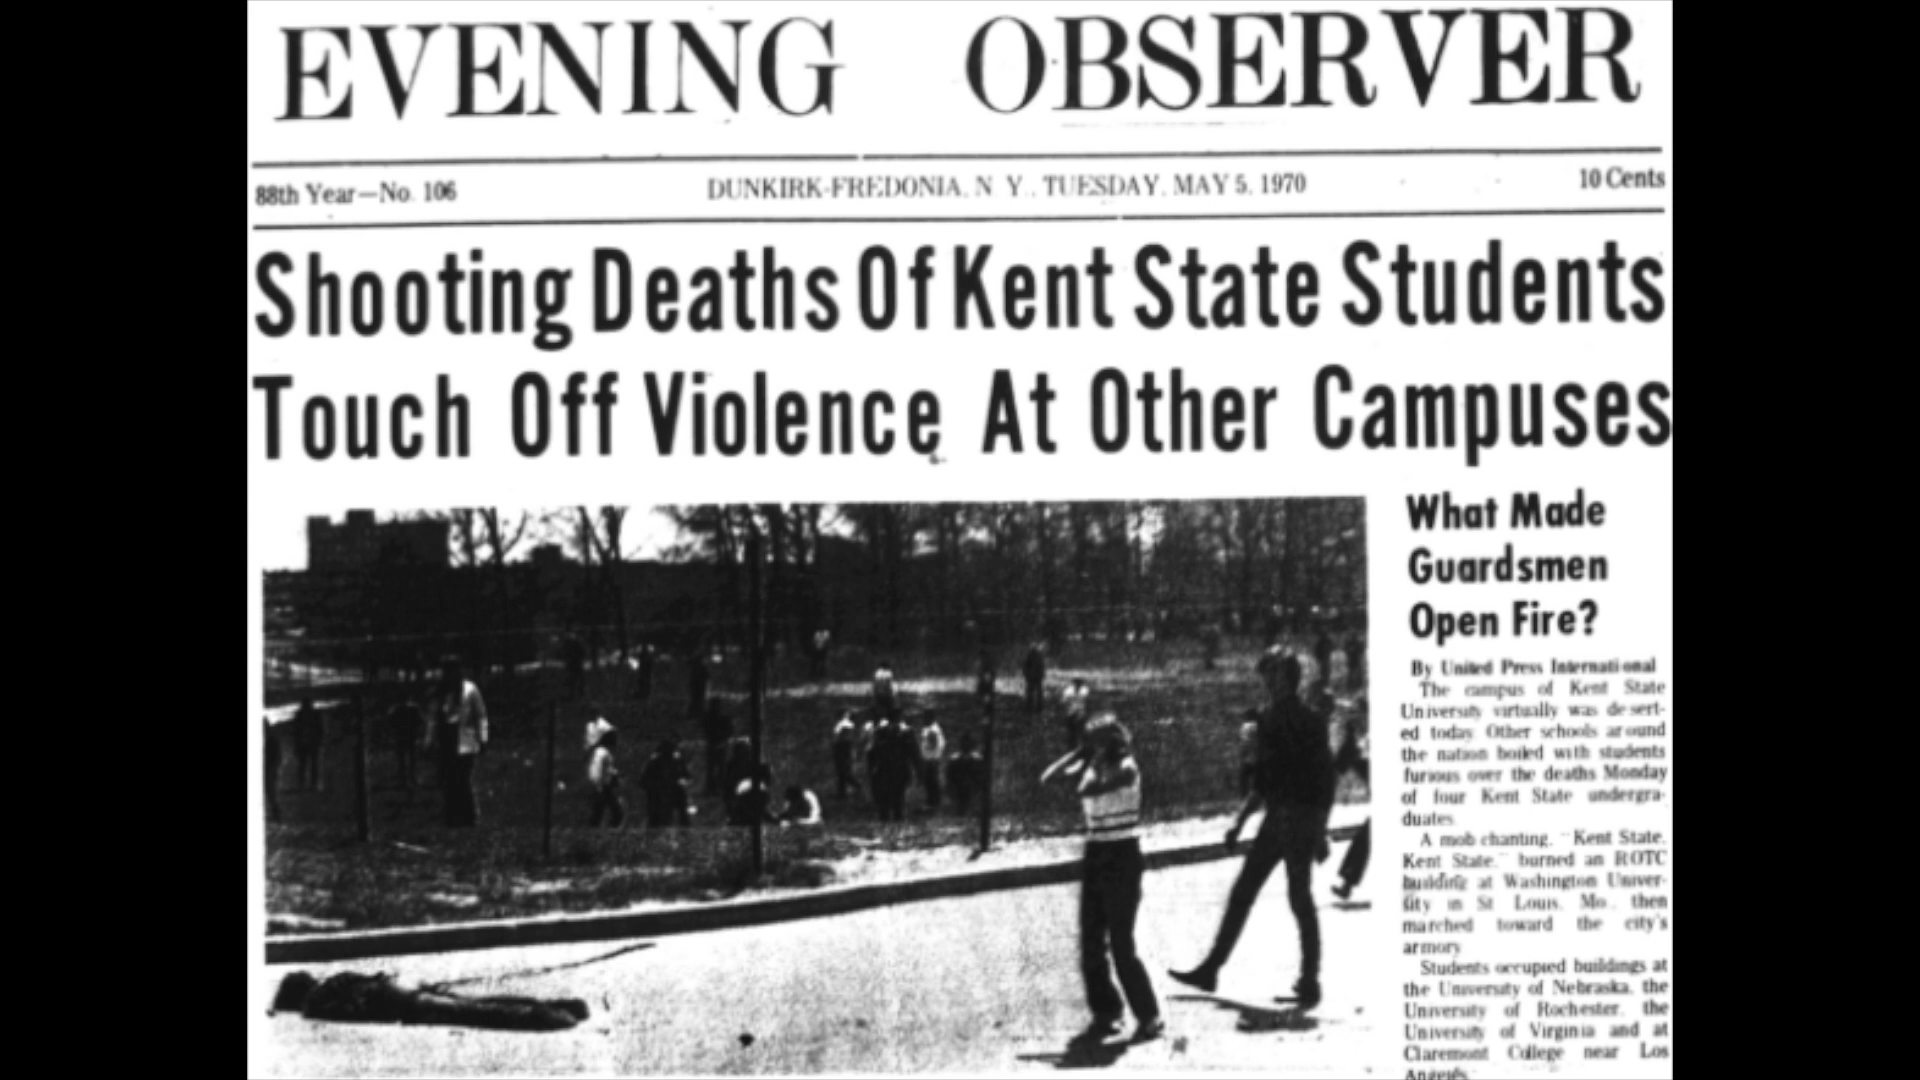 EVENING OBSERVER
88th Year—No. 106
DUNKIRK-FREDONIA, N. Y., TUESDAY, MAY 5, 1970
10 Cents
Shooting Deaths Of Kent State Students
Touch Off Violence At Other Campuses
What Made
Guardsmen
Open Fire?
By United Press International
The campus of Kent State
University virtually was desert-
ed today. Other schools around
the nation boiled with students
furious over the deaths Monday
of four Kent State undergra-
duates.
A mob chanting, "Kent State,
Kent State," burned an ROTC
building at Washington Univer-
sity in St. Louis, Mo., then
marched toward the city's
armory
Students occupied buildings at
the University of Nebraska, the
University of Rochester, the
University of Virginia and at
Claremont College near Los
Angeles.